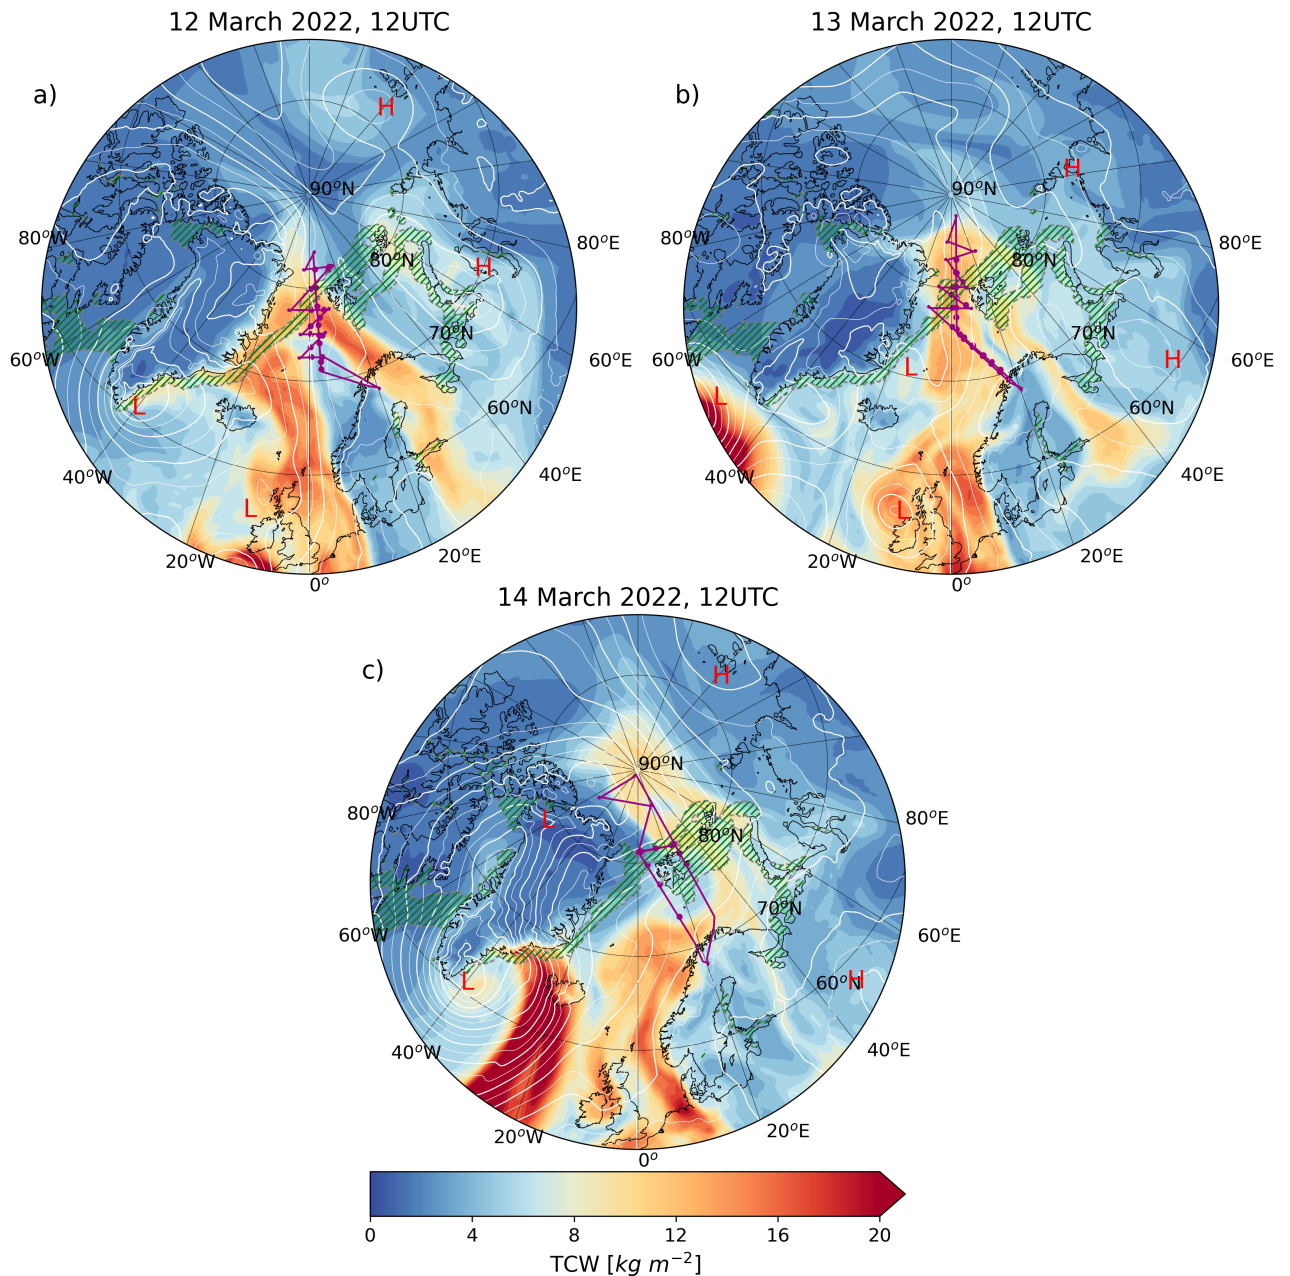 12 March 2022, 12UTC
13 March 2022, 12UTC
a)
b)
H
H
L
L
90°N
80°N
70°N
60°N
80°W
60°W
40°W
20°W
0°
20°E
40°E
60°E
80°E
H
H
L
L
L
90°N
80°N
70°N
60°N
80°W
60°W
40°W
20°W
0°
20°E
40°E
60°E
80°E
14 March 2022, 12UTC
c)
H
H
L
L
90°N
80°N
70°N
60°N
80°W
60°W
40°W
20°W
0°
20°E
40°E
60°E
80°E
0 4 8 12 16 20
TCW [kg m⁻²]